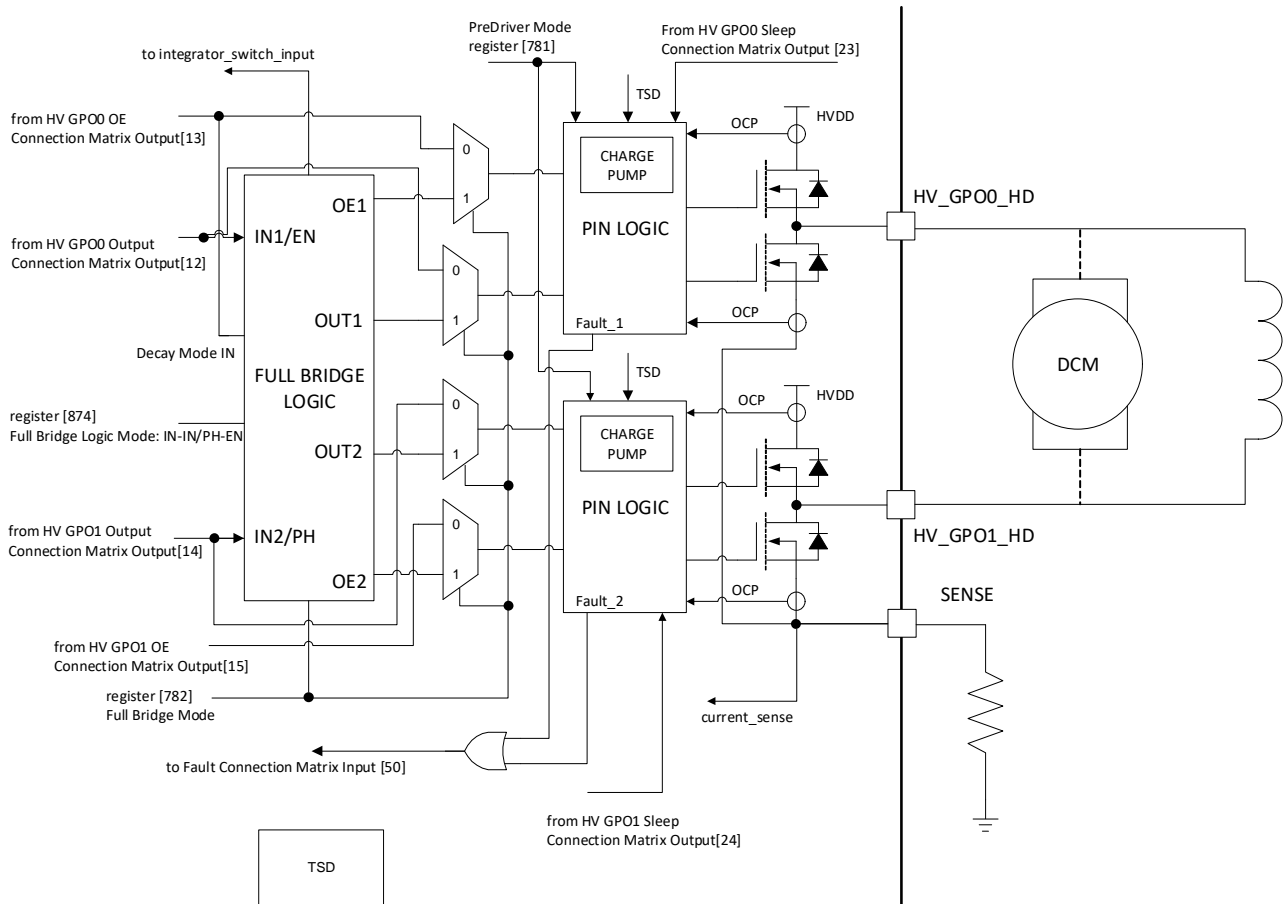 PreDriver Mode
register [781]
From HV GPO0 Sleep
Connection Matrix Output [23]
to integrator_switch_input
TSD
HVDD
OCP
from HV GPO0 OE
Connection Matrix Output[13]
0
1
CHARGE
PUMP
OE1
PIN LOGIC
HV_GPO0_HD
from HV GPO0 Output
Connection Matrix Output[12]
IN1/EN
0
1
OUT1
OCP
Fault_1
Decay Mode IN
FULL BRIDGE
LOGIC
TSD
HVDD
DCM
register [874]
Full Bridge Logic Mode: IN-IN/PH-EN
0
1
OCP
CHARGE
PUMP
OUT2
PIN LOGIC
from HV GPO1 Output
Connection Matrix Output[14]
IN2/PH
0
1
HV_GPO1_HD
OE2
OCP
Fault_2
SENSE
from HV GPO1 OE
Connection Matrix Output[15]
register [782]
Full Bridge Mode
current_sense
to Fault Connection Matrix Input [50]
from HV GPO1 Sleep
Connection Matrix Output[24]
TSD